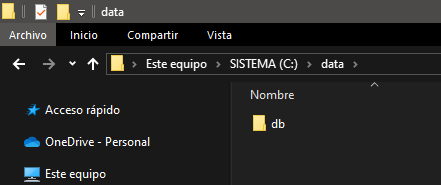 data
Archivo Inicio Compartir Vista
Este equipo SISTEMA (C:) data
Nombre
Acceso rápido
db
OneDrive - Personal
Este equipo